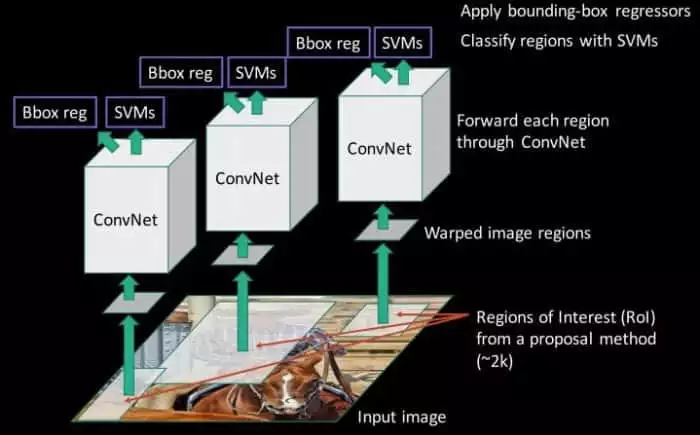 Apply bounding-box regressors
Bbox reg SVMs Classify regions with SVMs
Bbox reg SVMs
Bbox reg SVMs
Forward each region
through ConvNet
ConvNet
ConvNet
ConvNet
Warped image regions
Regions of Interest (RoI)
from a proposal method
(~2k)
Input image